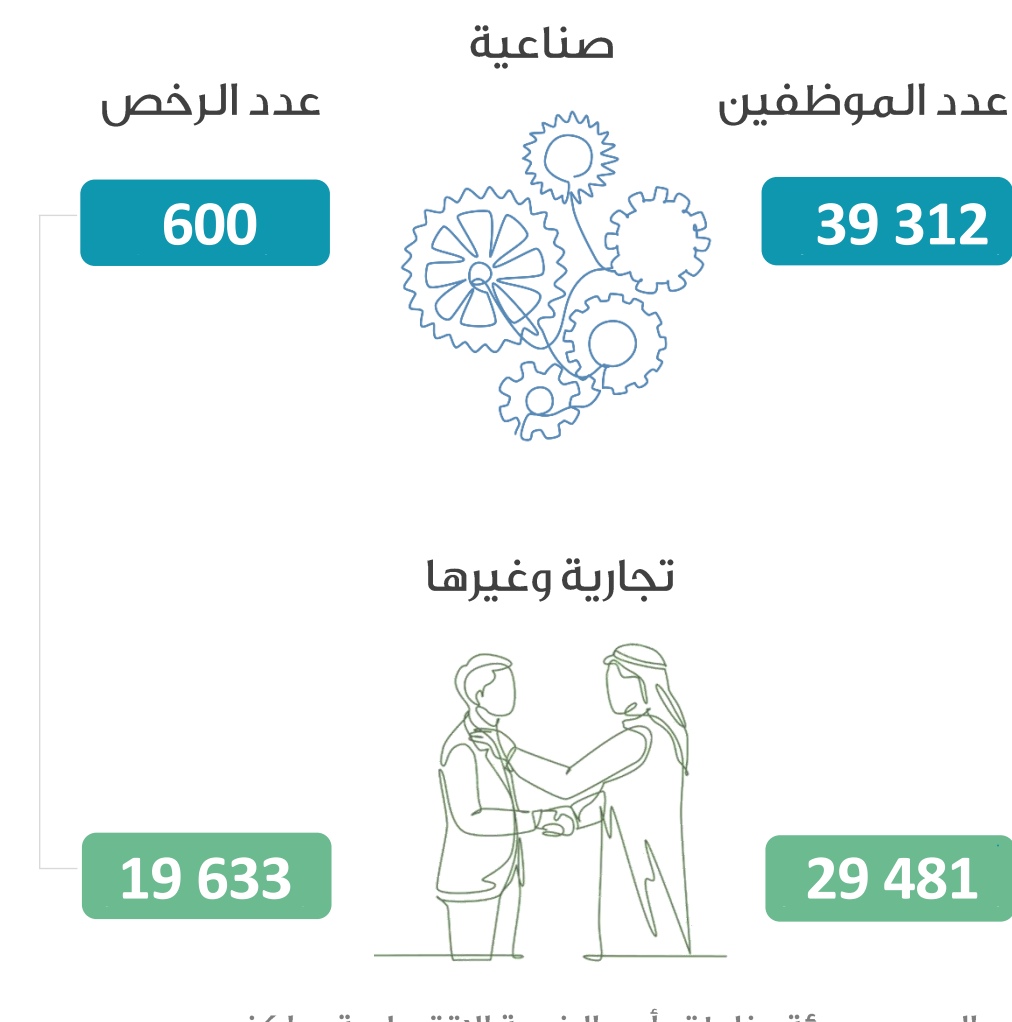 صناعية
عدد الموظفين
عدد الرخص
39 312
600
تجارية وغيرها
29 481
19 633